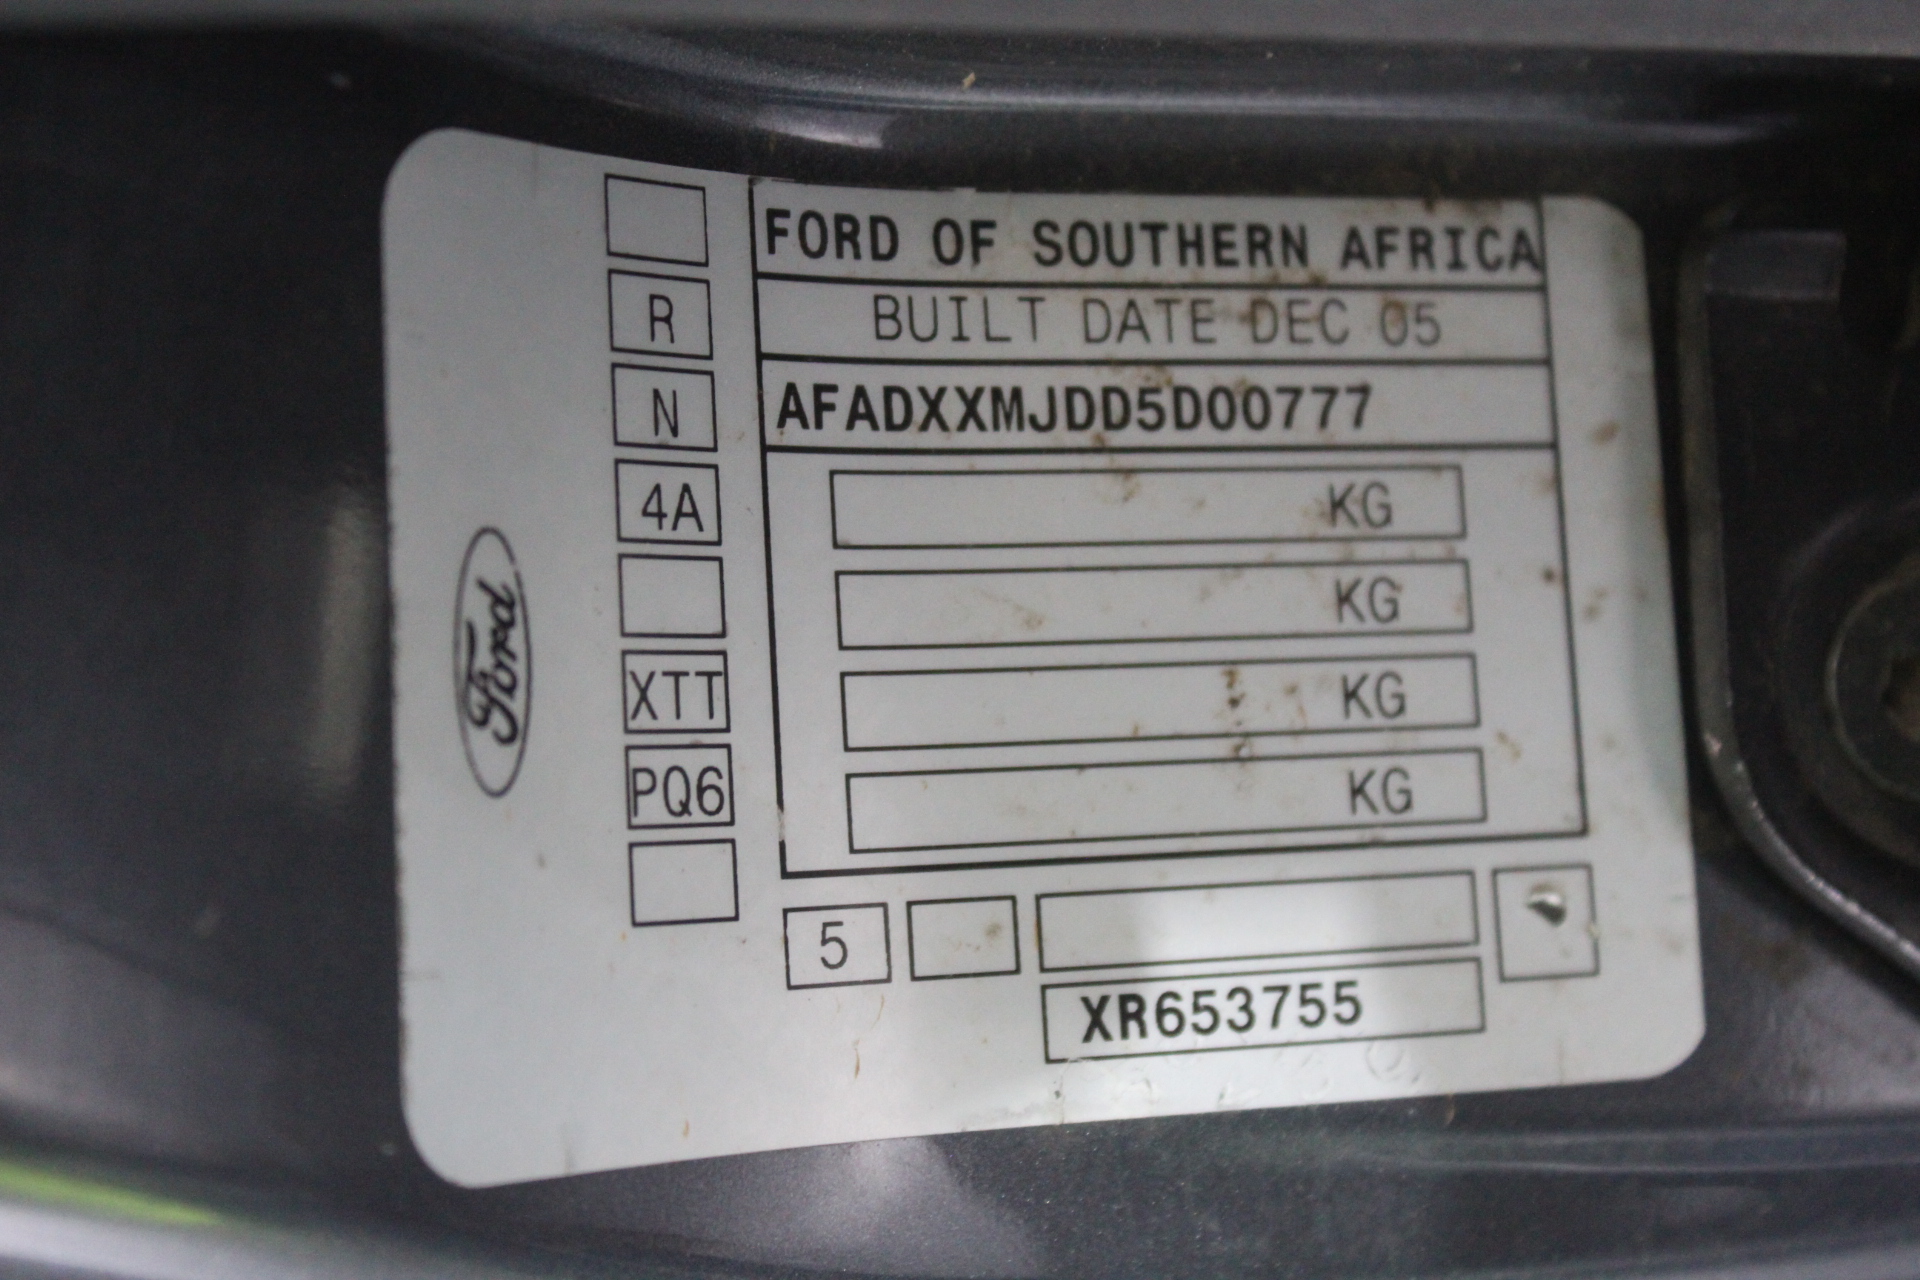 FORD OF SOUTHERN AFRICA
BUILT DATE DEC 05
AFADXXMJDD5D00777
KG
KG
KG
KG
R
N
4A
XTT
PQ6
5
XR653755
Ford